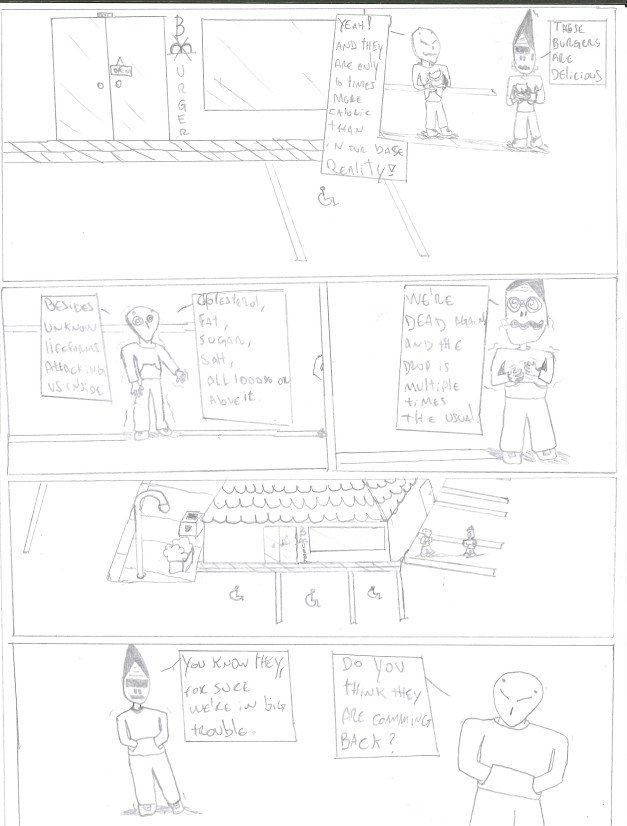 EXIT
OPEN
B
U
R
G
E
R
THESE
BURGERS
ARE
DELICIOUS
YEAH!
AND THEY
ARE ONLY
10 TIMES
MORE
CALORIC
THAN
IN OUR BASE
REALITY!
BESIDES
UNKNOW
LIFEFORMS
ATTACKING
US INSIDE
CHOLESTEROL,
FAT,
SUGAR,
SALT,
ALL 1000% OR
ABOVE IT.
WE'RE
DEAD AGAIN
AND THE
DROP IS
MULTIPLE
TIMES
THE USUAL.
YOU KNOW THEY,
FOR SURE
WE'RE IN BIG
TROUBLE.
DO YOU
THINK THEY
ARE COMMING
BACK?